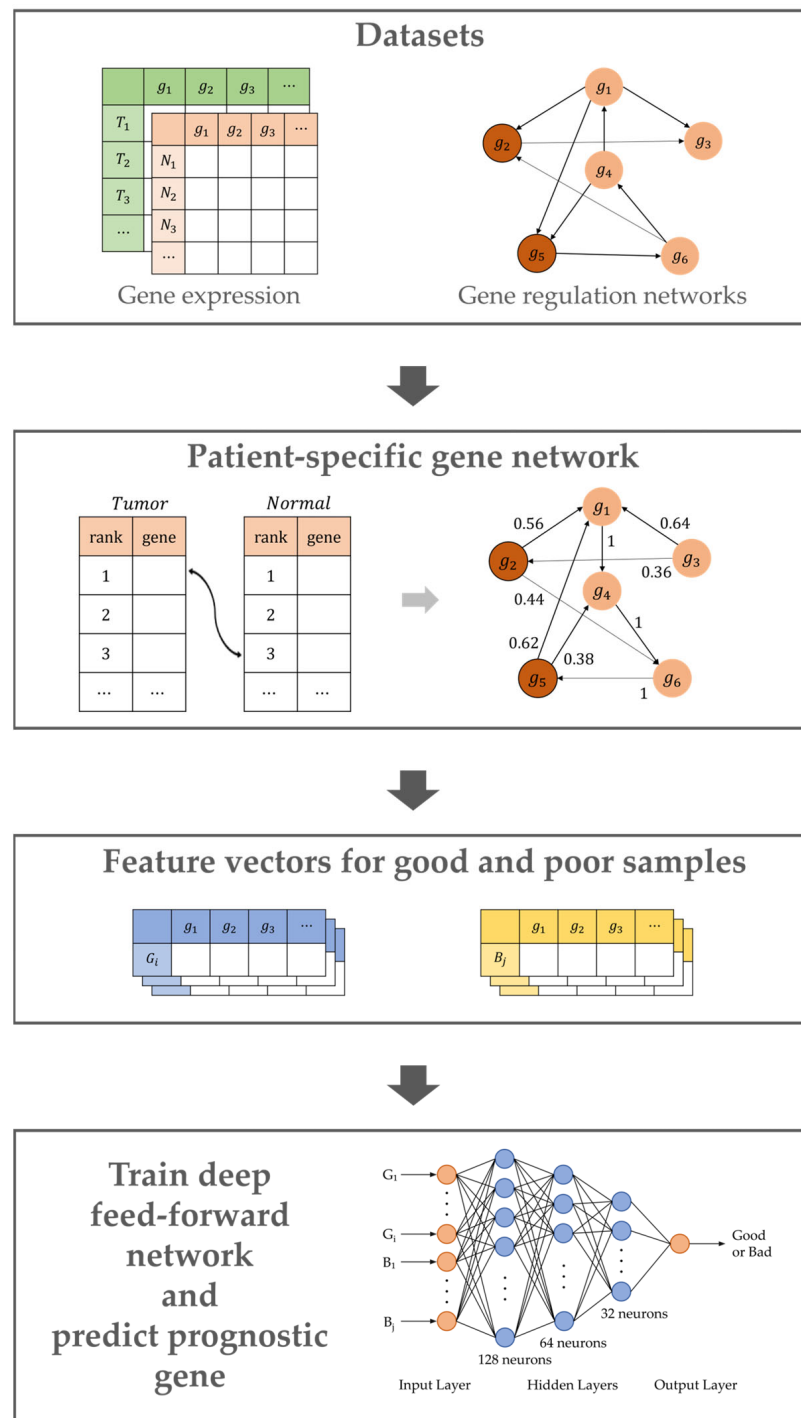 Datasets
g1 g2 g3 ...
T1
T2
T3
...
g1 g2 g3 ...
N1
N2
N3
...
g1
g2
g3
g4
g5
g6
Gene expression
Gene regulation networks
Patient-specific gene network
Tumor
rank gene
1
2
3
... ...
Normal
rank gene
1
2
3
... ...
g1
0.56
0.64
1
g2
g3
0.36
g4
0.44
1
0.62
0.38
g5
g6
1
Feature vectors for good and poor samples
g1 g2 g3 ...
Gi
g1 g2 g3 ...
Bj
Train deep
feed-forward
network
and
predict prognostic
gene
G1
Gi
B1
Bj
Good
or Bad
128 neurons
64 neurons
32 neurons
Input Layer
Hidden Layers
Output Layer